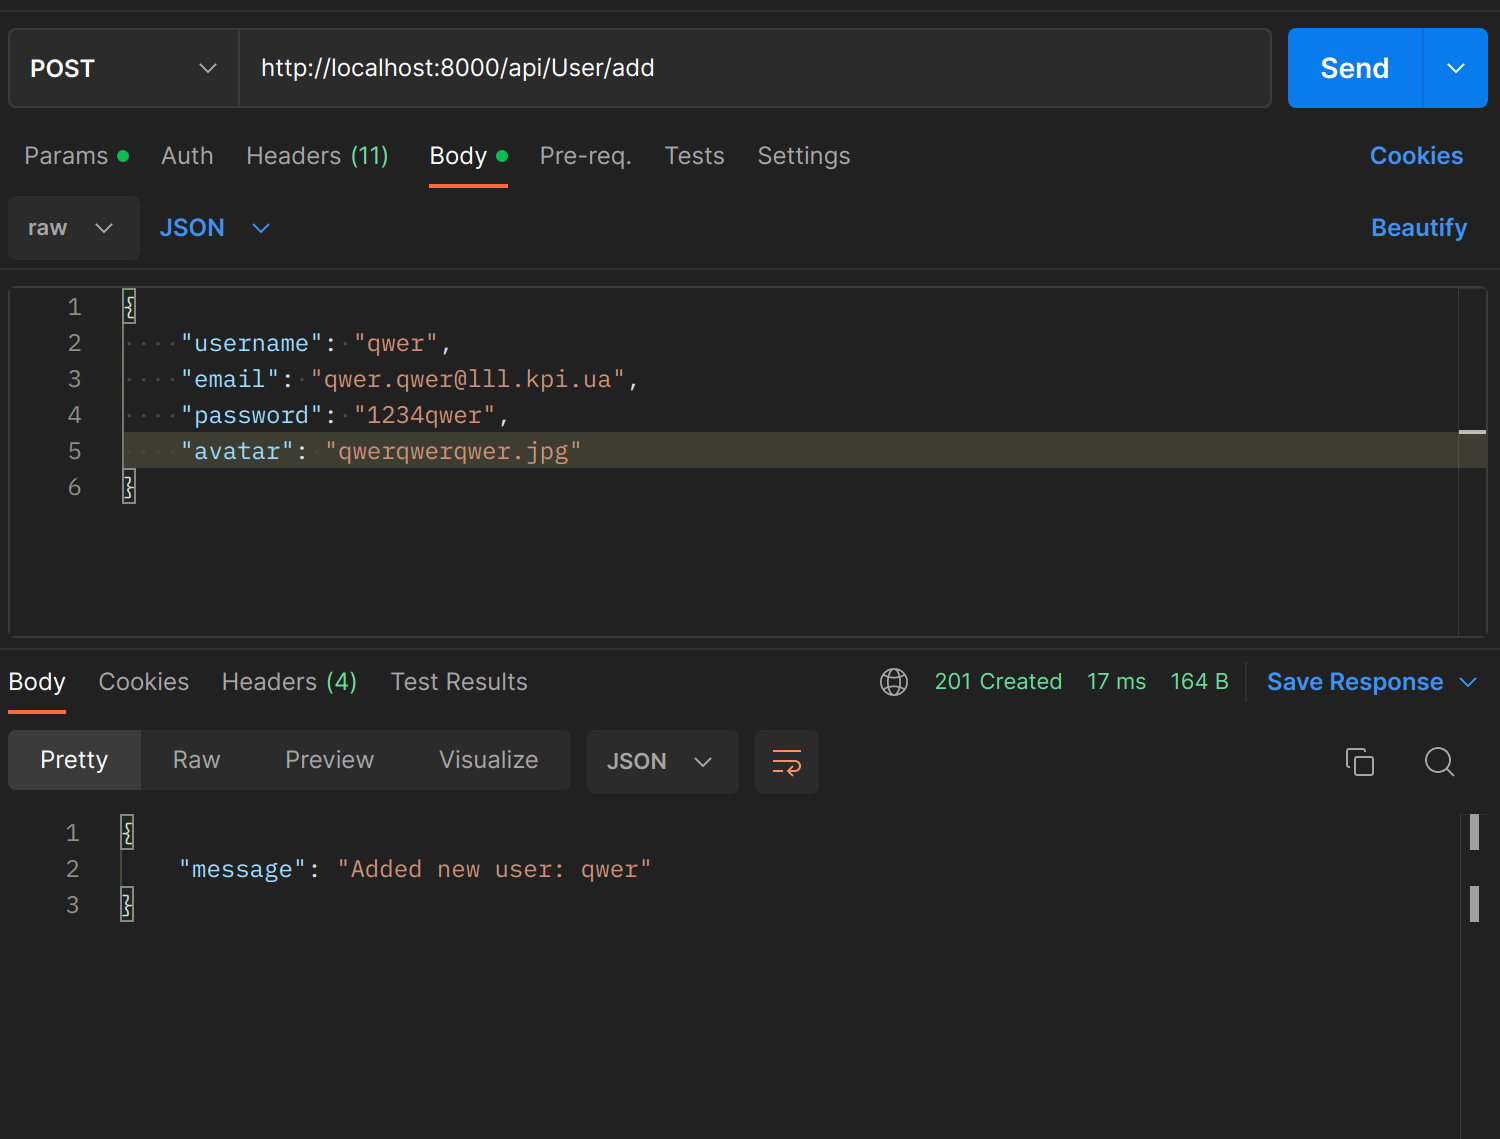 POST http://localhost:8000/api/User/add Send
Params Auth Headers (11) Body Pre-req. Tests Settings Cookies
raw JSON Beautify
1 {
2 "username": "qwer",
3 "email": "qwer.qwer@lll.kpi.ua",
4 "password": "1234qwer",
5 "avatar": "qwerqwerqwer.jpg"
6 }
Body Cookies Headers (4) Test Results 201 Created 17 ms 164 B Save Response
Pretty Raw Preview Visualize JSON
1 {
2 "message": "Added new user: qwer"
3 }